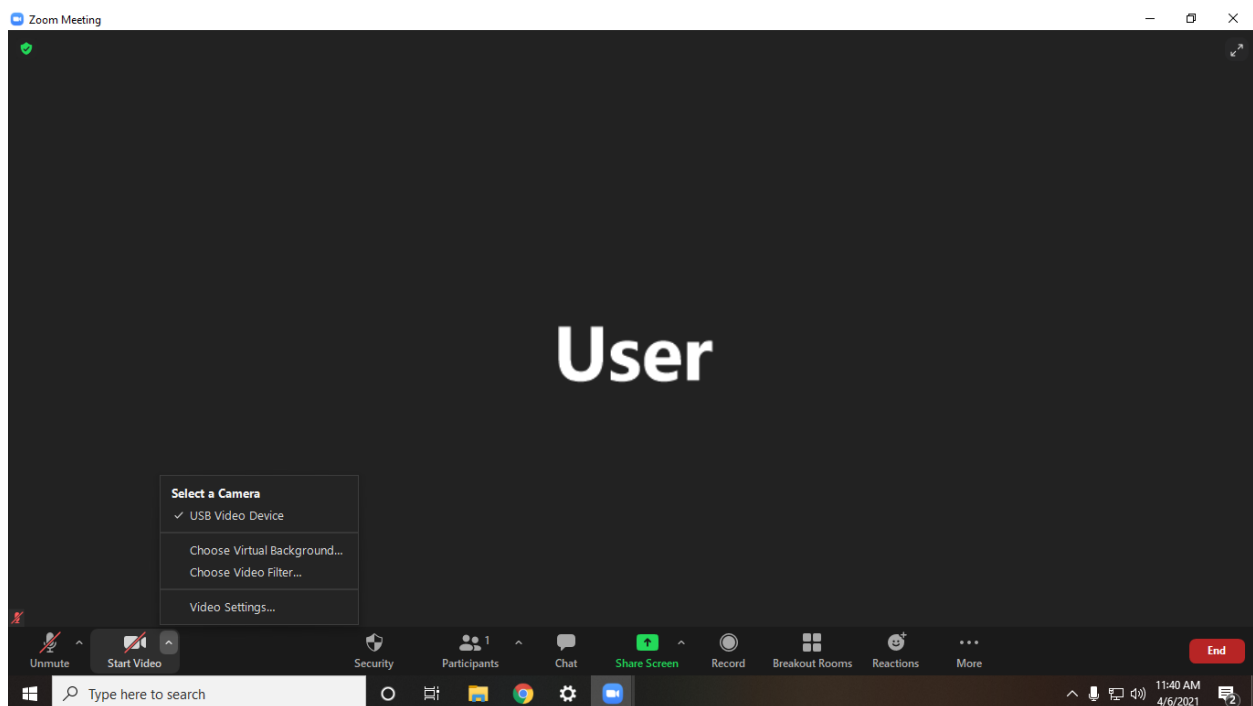 Zoom Meeting
User
Select a Camera
USB Video Device
Choose Virtual Background...
Choose Video Filter...
Video Settings...
Unmute
Start Video
Security
Participants
1
Chat
Share Screen
Record
Breakout Rooms
Reactions
More
End
Type here to search
11:40 AM
4/6/2021
2